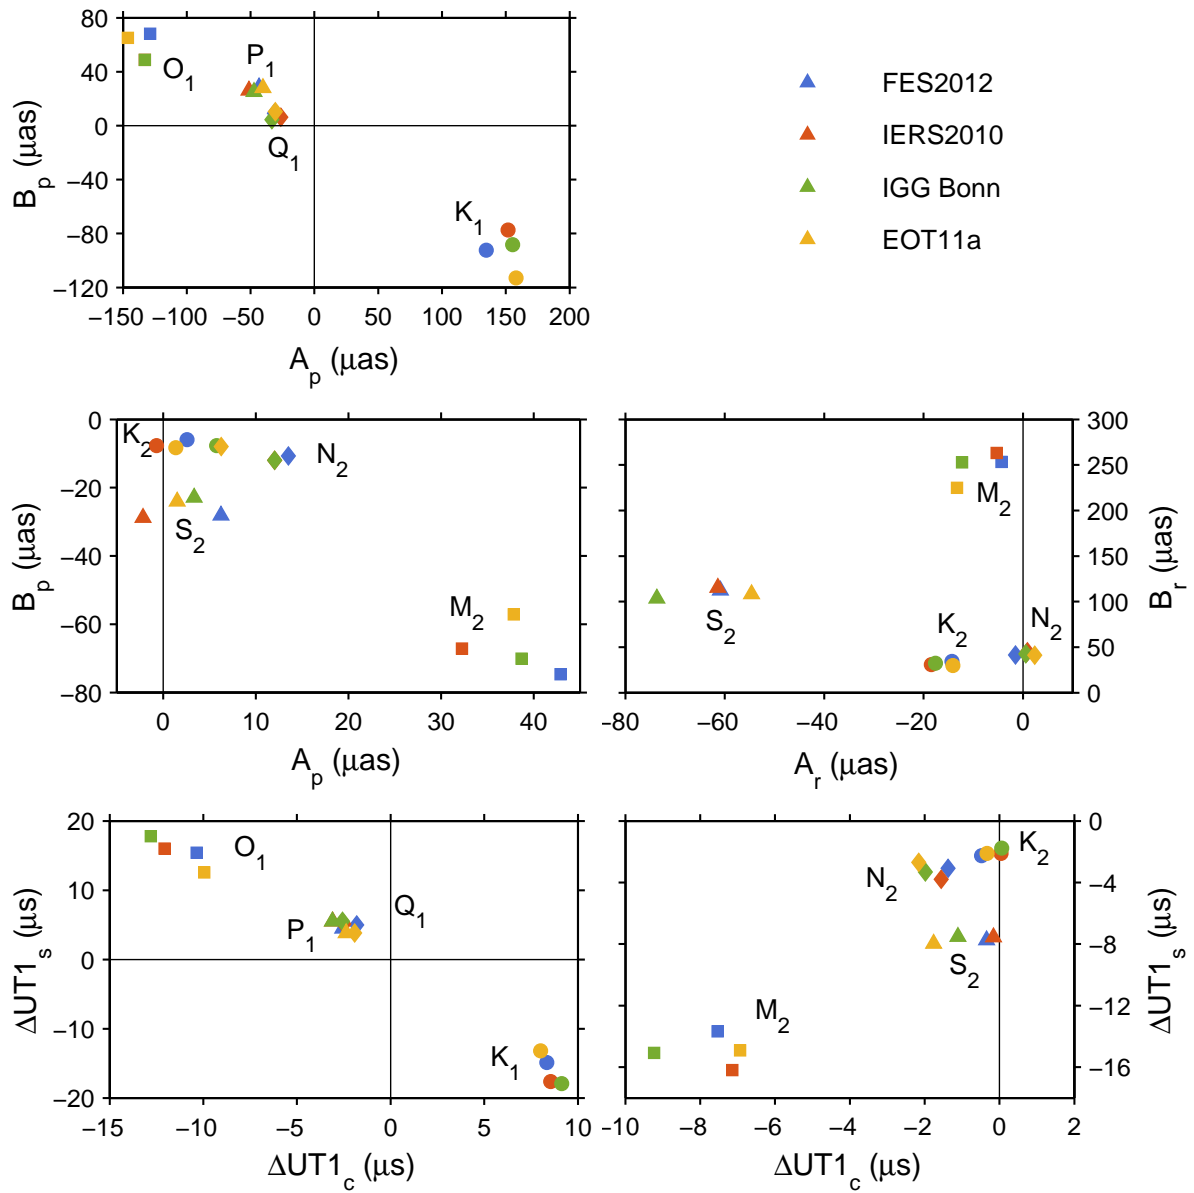 80
40
0
−40
−80
−120
B_p (μas)
O_1
P_1
Q_1
K_1
−150 −100 −50 0 50 100 150 200
A_p (μas)
FES2012
IERS2010
IGG Bonn
EOT11a
0
−20
−40
−60
−80
B_p (μas)
K_2
N_2
S_2
M_2
0 10 20 30 40
A_p (μas)
300
250
200
150
100
50
0
B_r (μas)
M_2
S_2
K_2
N_2
−80 −60 −40 −20 0
A_r (μas)
20
10
0
−10
−20
ΔUT1_s (μs)
O_1
Q_1
P_1
K_1
−15 −10 −5 0 5 10
ΔUT1_c (μs)
0
−4
−8
−12
−16
ΔUT1_s (μs)
K_2
N_2
S_2
M_2
−10 −8 −6 −4 −2 0 2
ΔUT1_c (μs)